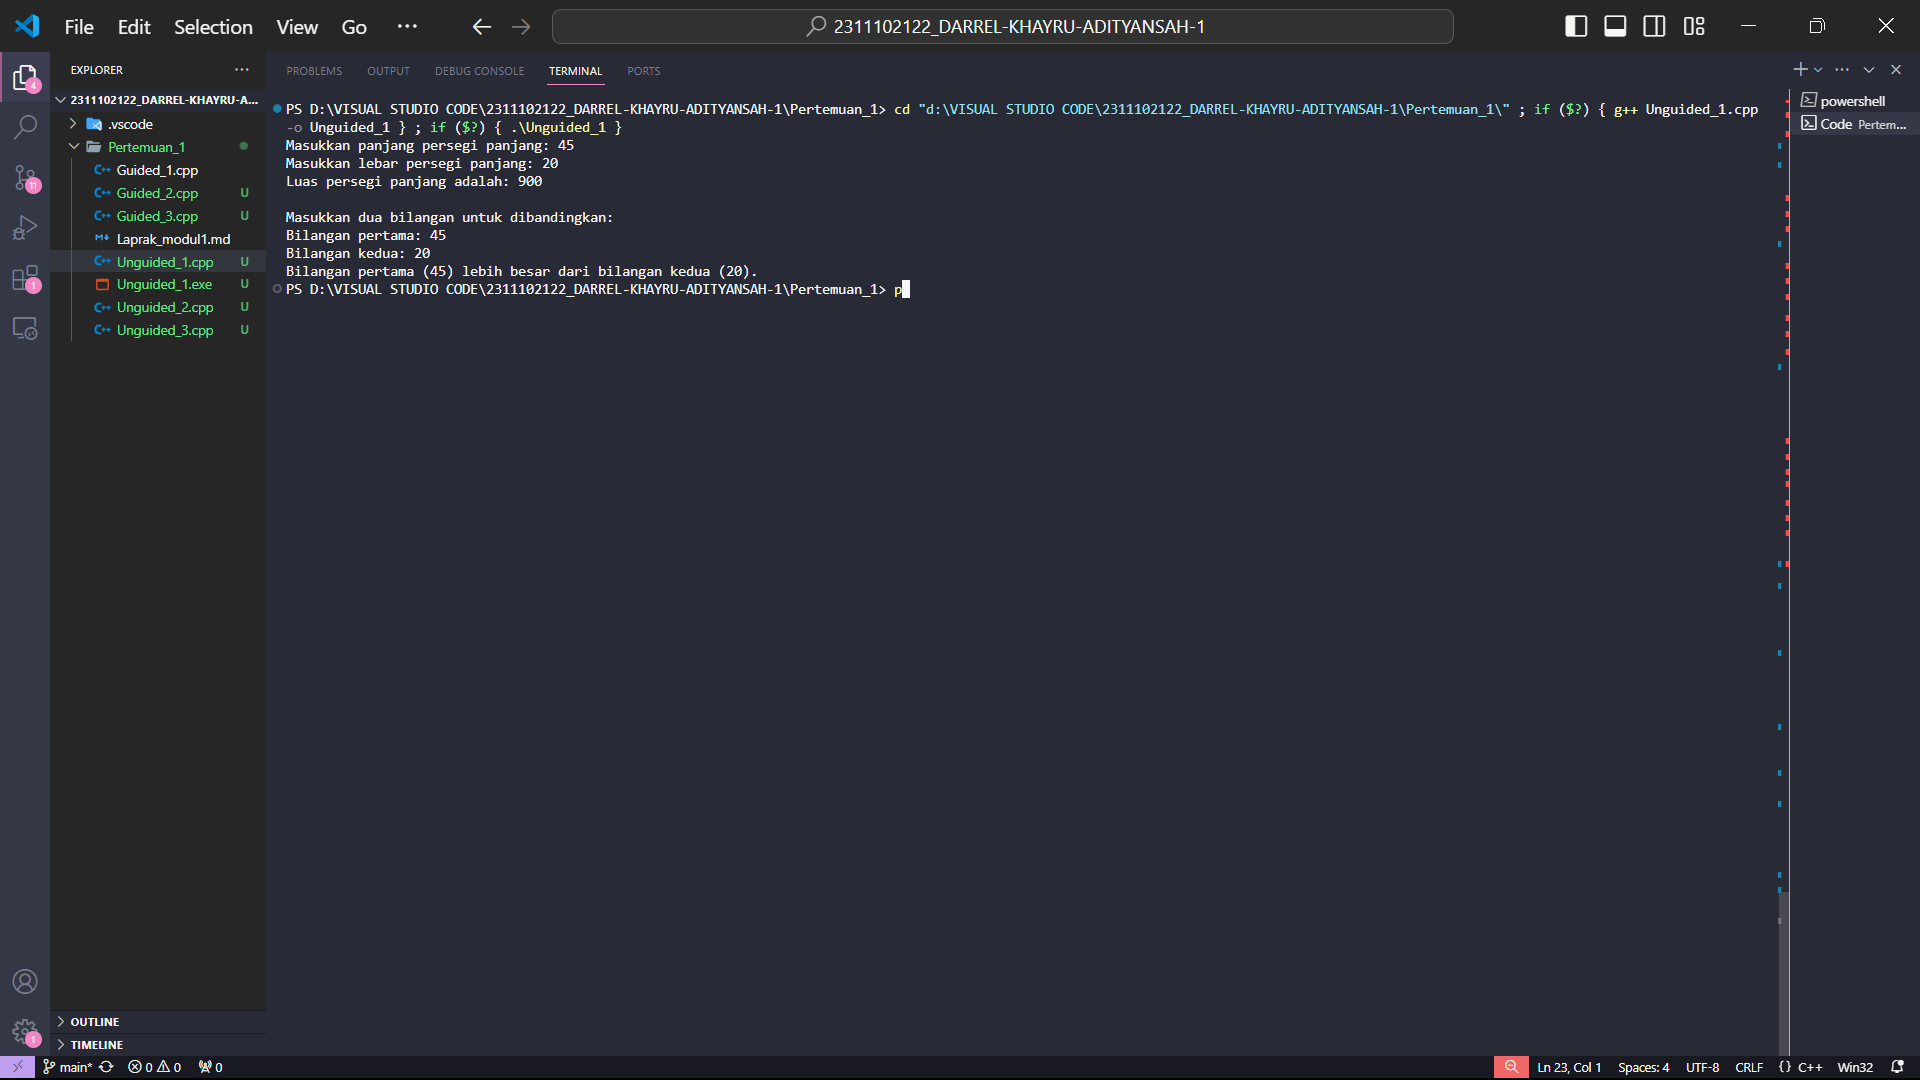 File Edit Selection View Go ···
2311102122_DARREL-KHAYRU-ADITYANSAH-1
EXPLORER
2311102122_DARREL-KHAYRU-A...
.vscode
Pertemuan_1
Guided_1.cpp
Guided_2.cpp U
Guided_3.cpp U
Laprak_modul1.md
Unguided_1.cpp U
Unguided_1.exe U
Unguided_2.cpp U
Unguided_3.cpp U
OUTLINE
TIMELINE
4
11
1
1
PROBLEMS OUTPUT DEBUG CONSOLE TERMINAL PORTS
PS D:\VISUAL STUDIO CODE\2311102122_DARREL-KHAYRU-ADITYANSAH-1\Pertemuan_1> cd "d:\VISUAL STUDIO CODE\2311102122_DARREL-KHAYRU-ADITYANSAH-1\Pertemuan_1\" ; if ($?) { g++ Unguided_1.cpp
-o Unguided_1 } ; if ($?) { .\Unguided_1 }
Masukkan panjang persegi panjang: 45
Masukkan lebar persegi panjang: 20
Luas persegi panjang adalah: 900
Masukkan dua bilangan untuk dibandingkan:
Bilangan pertama: 45
Bilangan kedua: 20
Bilangan pertama (45) lebih besar dari bilangan kedua (20).
PS D:\VISUAL STUDIO CODE\2311102122_DARREL-KHAYRU-ADITYANSAH-1\Pertemuan_1> p
powershell
Code Pertem...
main* 0 0 0
Ln 23, Col 1 Spaces: 4 UTF-8 CRLF {} C++ Win32